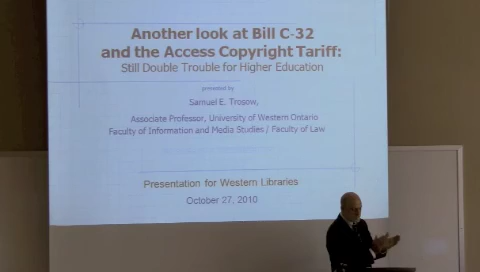 Another look at Bill C-32
and the Access Copyright Tariff:
Still Double Trouble for Higher Education
presented by
Samuel E. Trosow,
Associate Professor, University of Western Ontario
Faculty of Information and Media Studies / Faculty of Law
Presentation for Western Libraries
October 27, 2010